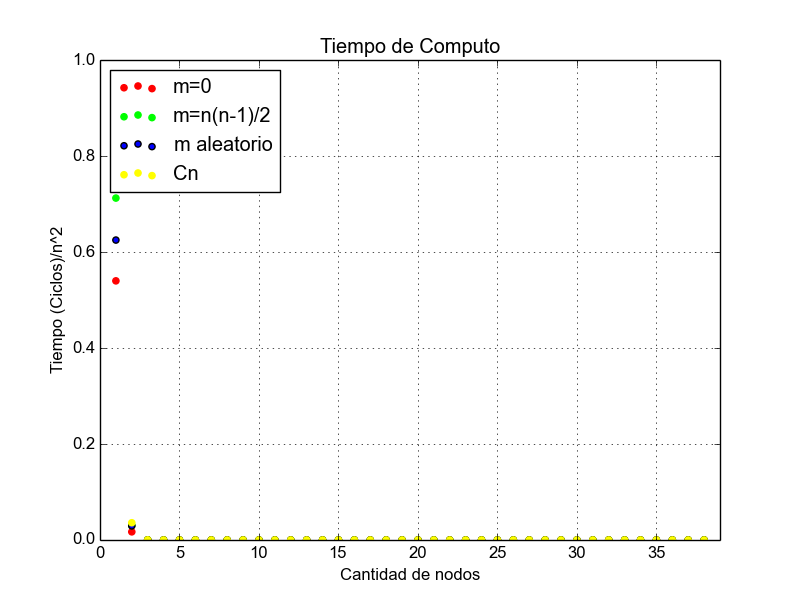 Tiempo de Computo
m=0
m=n(n-1)/2
m aleatorio
Cn
Tiempo (Ciclos)/n^2
1.0
0.8
0.6
0.4
0.2
0.0
0 5 10 15 20 25 30 35
Cantidad de nodos